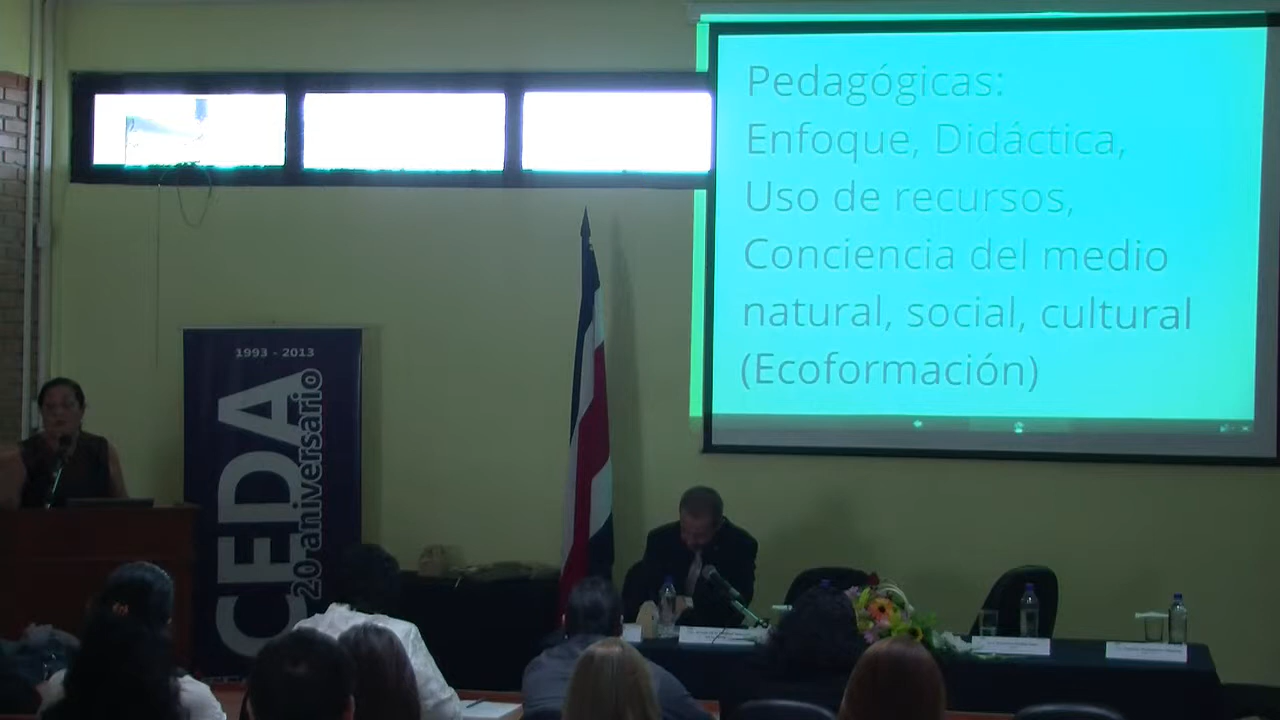 Pedagógicas:
Enfoque, Didáctica,
Uso de recursos,
Conciencia del medio
natural, social, cultural
(Ecoformación)
1993 - 2013
CEDA
20 aniversario